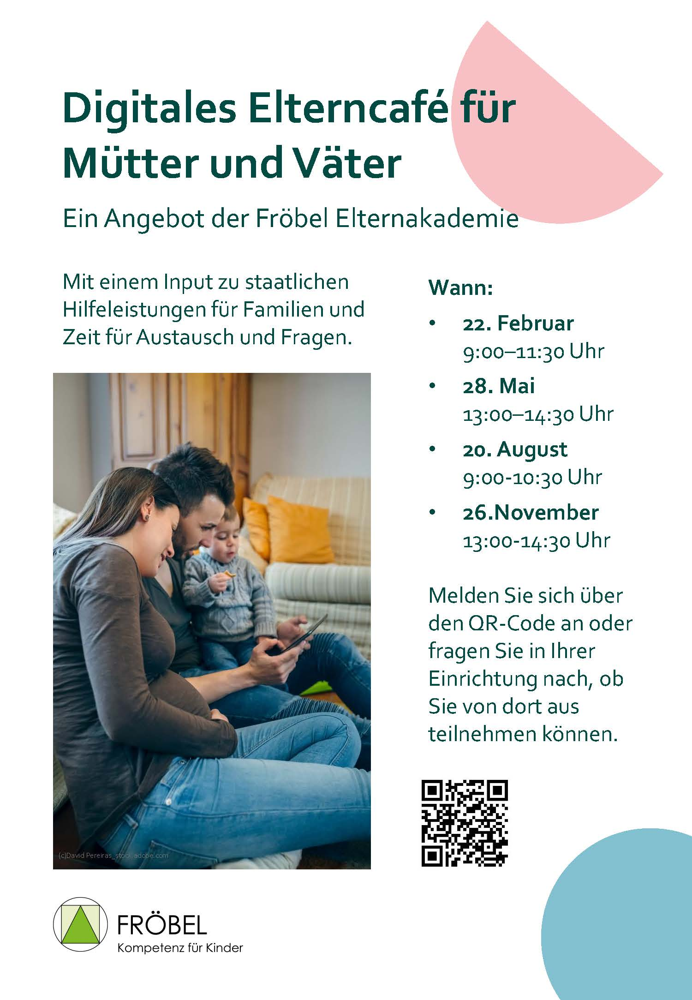 Digitales Elterncafé für
Mütter und Väter
Ein Angebot der Fröbel Elternakademie
Mit einem Input zu staatlichen
Hilfeleistungen für Familien und
Zeit für Austausch und Fragen.
Wann:
• 22. Februar
9:00–11:30 Uhr
• 28. Mai
13:00–14:30 Uhr
• 20. August
9:00-10:30 Uhr
• 26.November
13:00-14:30 Uhr
Melden Sie sich über
den QR-Code an oder
fragen Sie in Ihrer
Einrichtung nach, ob
Sie von dort aus
teilnehmen können.
(c)David Pereiras_stock.adobe.com
FRÖBEL
Kompetenz für Kinder